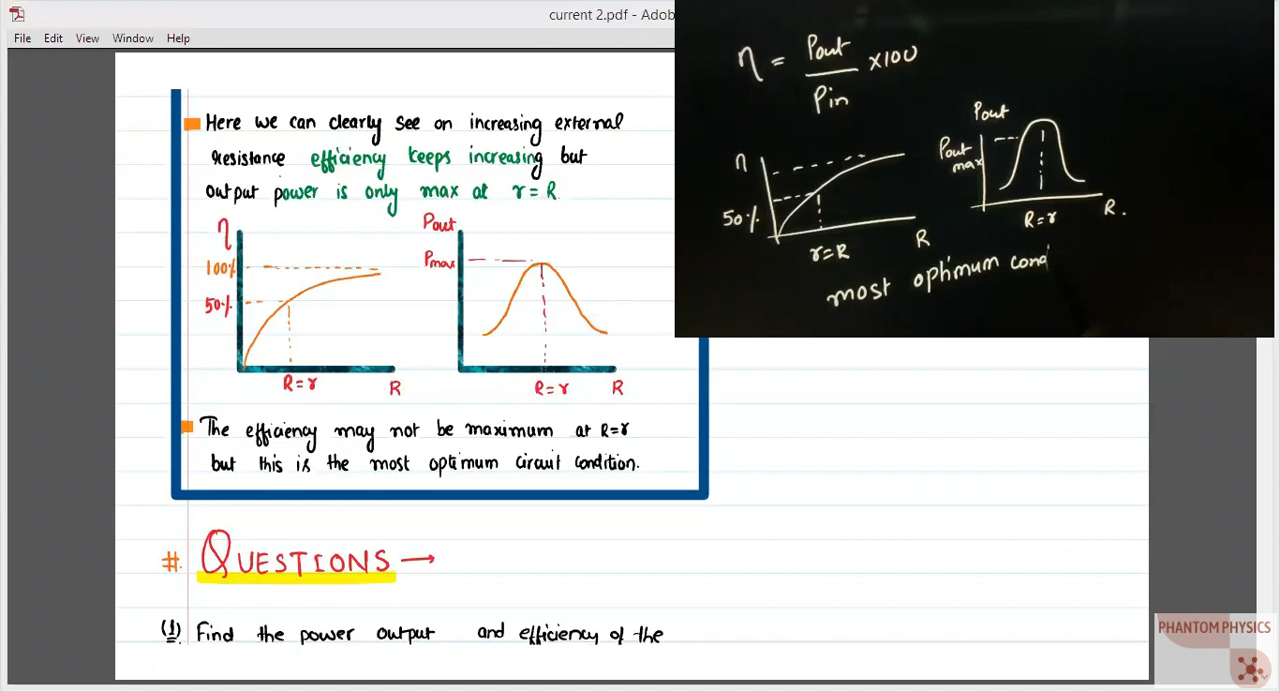 current 2.pdf - Adob
File Edit View Window Help
Here we can clearly see on increasing external
resistance efficiency keeps increasing but
output power is only max at r = R
η
100%
50%
R = r
R
Pout
Pmax
R = r
R
The efficiency may not be maximum at R=r
but this is the most optimum circuit condition.
#. QUESTIONS →
(1). Find the power output and efficiency of the
η = Pout / Pin ×100
η
50%
r=R
R
Pout
Pout max
R=r
R.
most optimum cond
PHANTOM PHYSICS